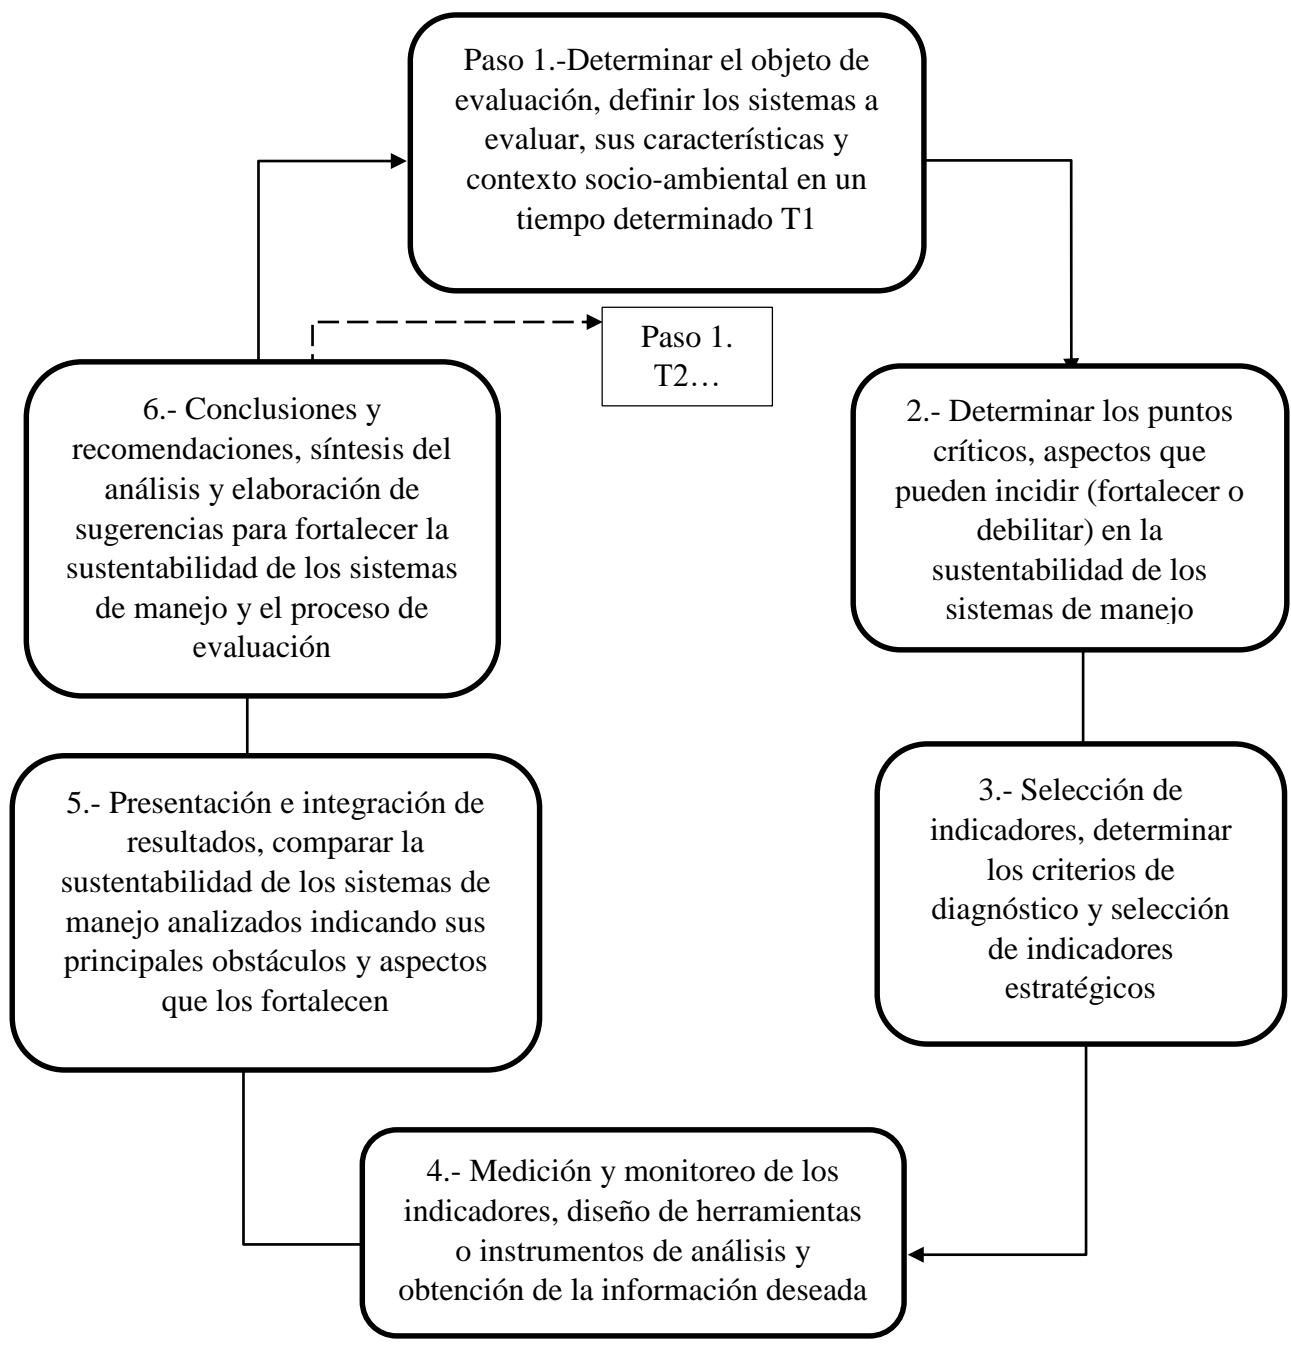 Paso 1.-Determinar el objeto de
evaluación, definir los sistemas a
evaluar, sus características y
contexto socio-ambiental en un
tiempo determinado T1
Paso 1.
T2…
2.- Determinar los puntos
críticos, aspectos que
pueden incidir (fortalecer o
debilitar) en la
sustentabilidad de los
sistemas de manejo
3.- Selección de
indicadores, determinar
los criterios de
diagnóstico y selección
de indicadores
estratégicos
4.- Medición y monitoreo de los
indicadores, diseño de herramientas
o instrumentos de análisis y
obtención de la información deseada
5.- Presentación e integración de
resultados, comparar la
sustentabilidad de los sistemas de
manejo analizados indicando sus
principales obstáculos y aspectos
que los fortalecen
6.- Conclusiones y
recomendaciones, síntesis del
análisis y elaboración de
sugerencias para fortalecer la
sustentabilidad de los sistemas
de manejo y el proceso de
evaluación